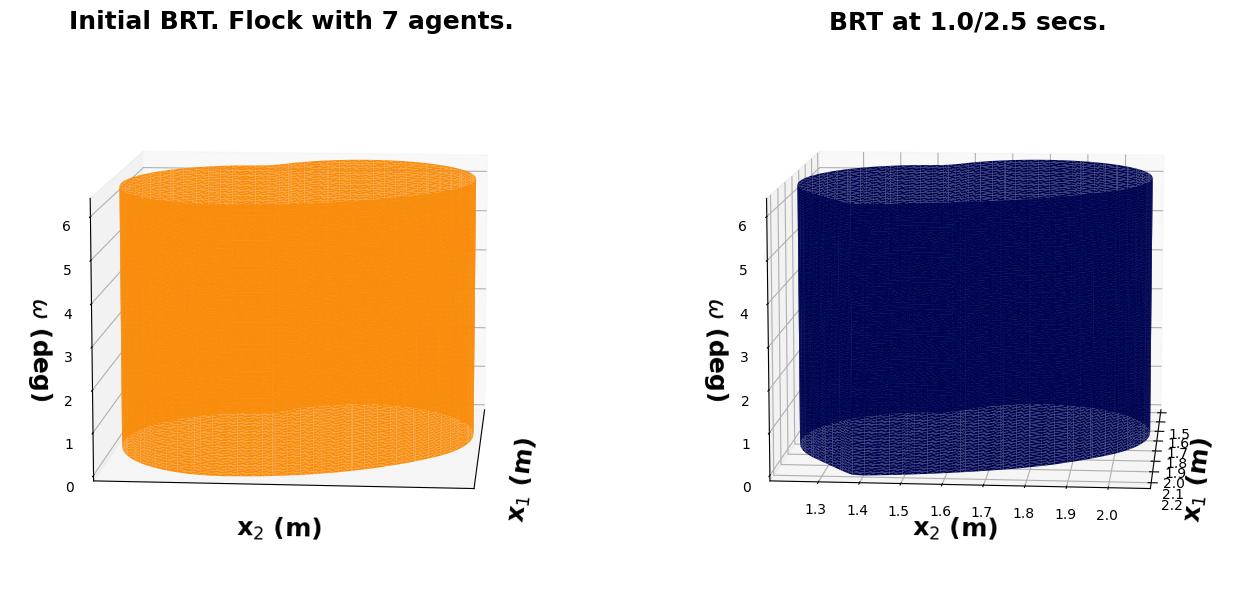 Initial BRT. Flock with 7 agents.
6
5
4
3
2
1
0
ω (deg)
x₂ (m)
x₁ (m)
BRT at 1.0/2.5 secs.
6
5
4
3
2
1
0
ω (deg)
1.3 1.4 1.5 1.6 1.7 1.8 1.9 2.0
x₂ (m)
1.5
1.6
1.7
1.8
1.9
2.0
2.1
2.2
x₁ (m)